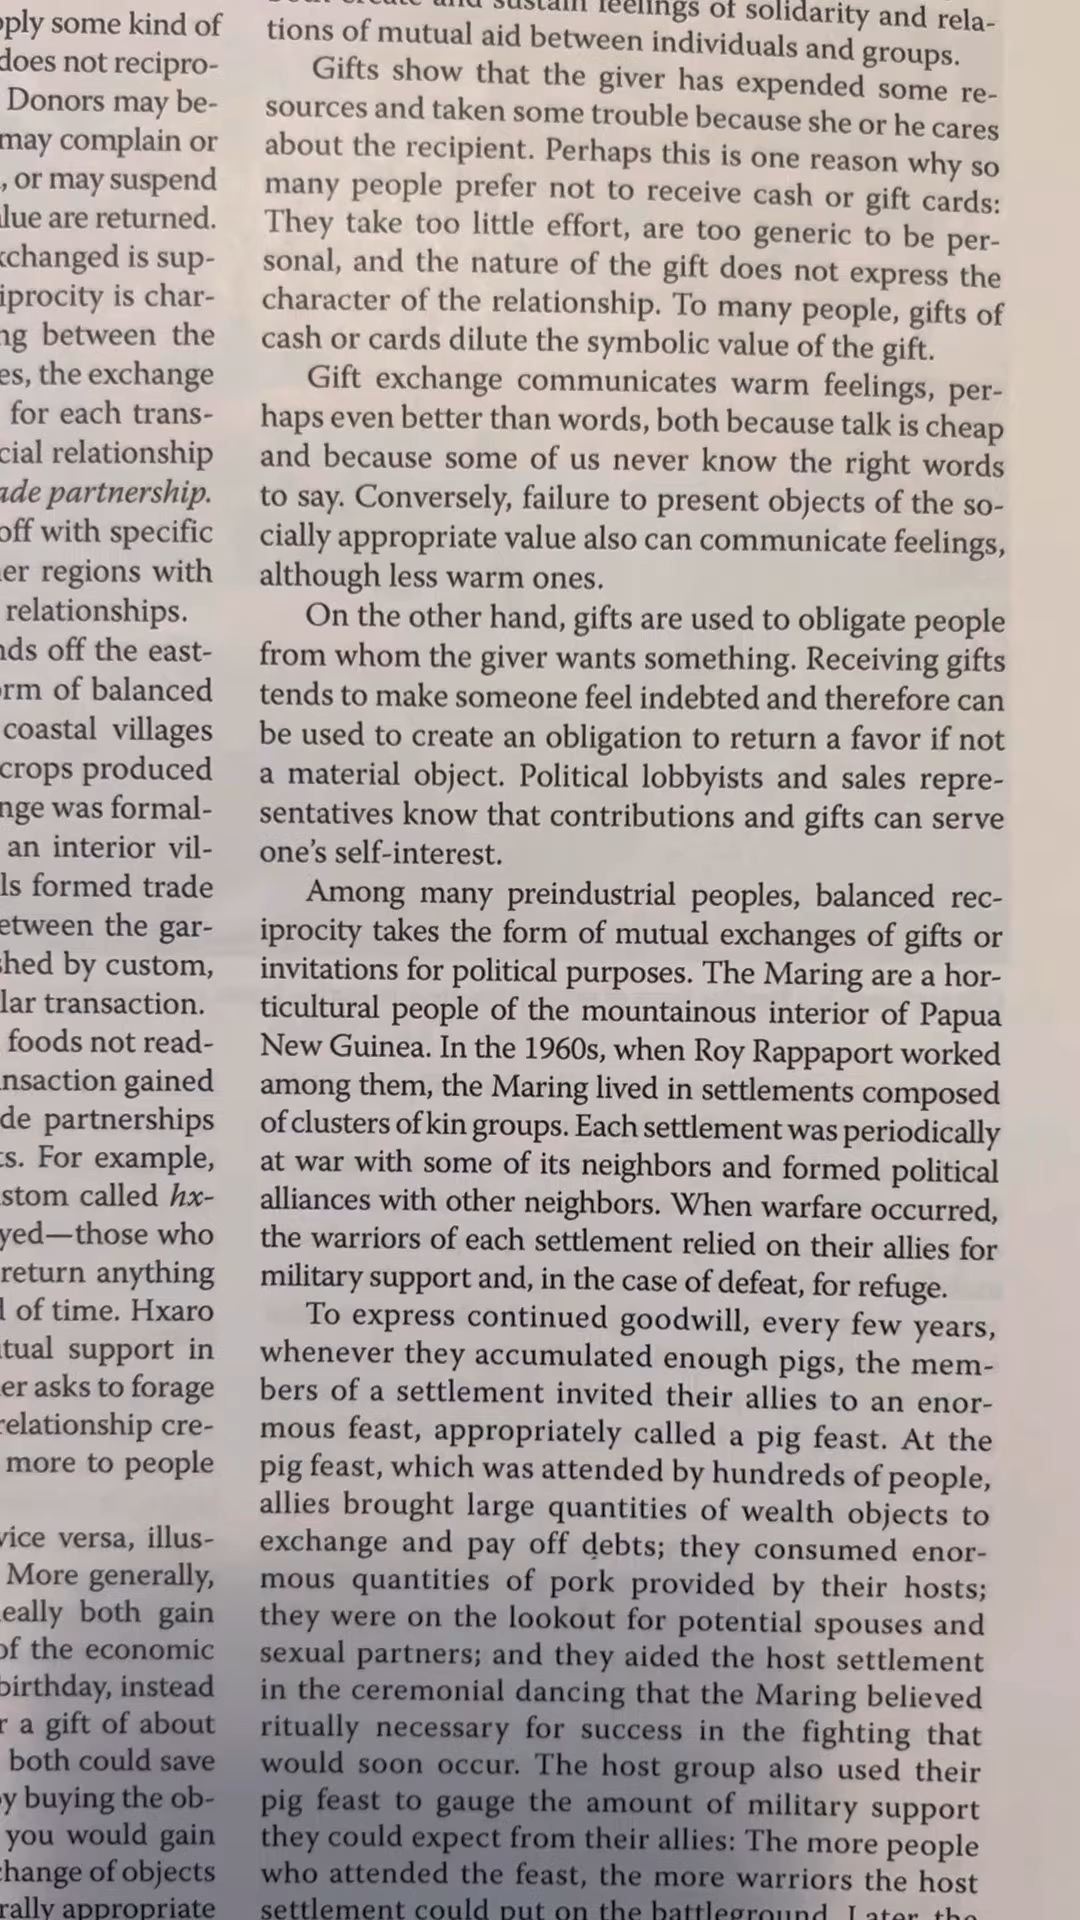 ply some kind of
does not recipro-
Donors may be-
may complain or
, or may suspend
lue are returned.
changed is sup-
iprocity is char-
ng between the
es, the exchange
for each trans-
cial relationship
ade partnership.
off with specific
er regions with
relationships.
nds off the east-
rm of balanced
coastal villages
crops produced
nge was formal-
an interior vil-
ls formed trade
etween the gar-
shed by custom,
lar transaction.
foods not read-
nsaction gained
de partnerships
ts. For example,
stom called hx-
yed—those who
return anything
d of time. Hxaro
tual support in
er asks to forage
relationship cre-
more to people
vice versa, illus-
More generally,
eally both gain
of the economic
birthday, instead
r a gift of about
both could save
y buying the ob-
you would gain
change of objects
rally appropriate
sustain feelings of solidarity and rela-
tions of mutual aid between individuals and groups.
Gifts show that the giver has expended some re-
sources and taken some trouble because she or he cares
about the recipient. Perhaps this is one reason why so
many people prefer not to receive cash or gift cards:
They take too little effort, are too generic to be per-
sonal, and the nature of the gift does not express the
character of the relationship. To many people, gifts of
cash or cards dilute the symbolic value of the gift.
Gift exchange communicates warm feelings, per-
haps even better than words, both because talk is cheap
and because some of us never know the right words
to say. Conversely, failure to present objects of the so-
cially appropriate value also can communicate feelings,
although less warm ones.
On the other hand, gifts are used to obligate people
from whom the giver wants something. Receiving gifts
tends to make someone feel indebted and therefore can
be used to create an obligation to return a favor if not
a material object. Political lobbyists and sales repre-
sentatives know that contributions and gifts can serve
one's self-interest.
Among many preindustrial peoples, balanced rec-
iprocity takes the form of mutual exchanges of gifts or
invitations for political purposes. The Maring are a hor-
ticultural people of the mountainous interior of Papua
New Guinea. In the 1960s, when Roy Rappaport worked
among them, the Maring lived in settlements composed
of clusters of kin groups. Each settlement was periodically
at war with some of its neighbors and formed political
alliances with other neighbors. When warfare occurred,
the warriors of each settlement relied on their allies for
military support and, in the case of defeat, for refuge.
To express continued goodwill, every few years,
whenever they accumulated enough pigs, the mem-
bers of a settlement invited their allies to an enor-
mous feast, appropriately called a pig feast. At the
pig feast, which was attended by hundreds of people,
allies brought large quantities of wealth objects to
exchange and pay off debts; they consumed enor-
mous quantities of pork provided by their hosts;
they were on the lookout for potential spouses and
sexual partners; and they aided the host settlement
in the ceremonial dancing that the Maring believed
ritually necessary for success in the fighting that
would soon occur. The host group also used their
pig feast to gauge the amount of military support
they could expect from their allies: The more people
who attended the feast, the more warriors the host
settlement could put on the battleground. Later, the